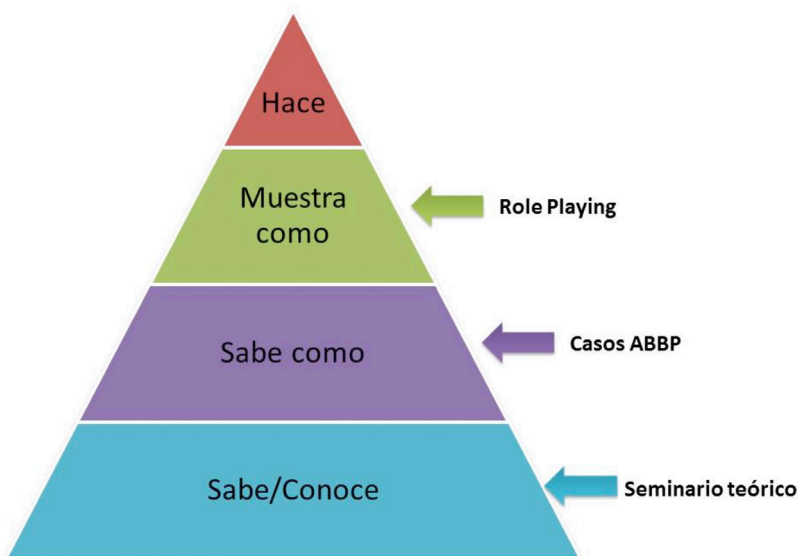 Hace
Muestra
como
Role Playing
Sabe como
Casos ABBP
Sabe/Conoce
Seminario teórico